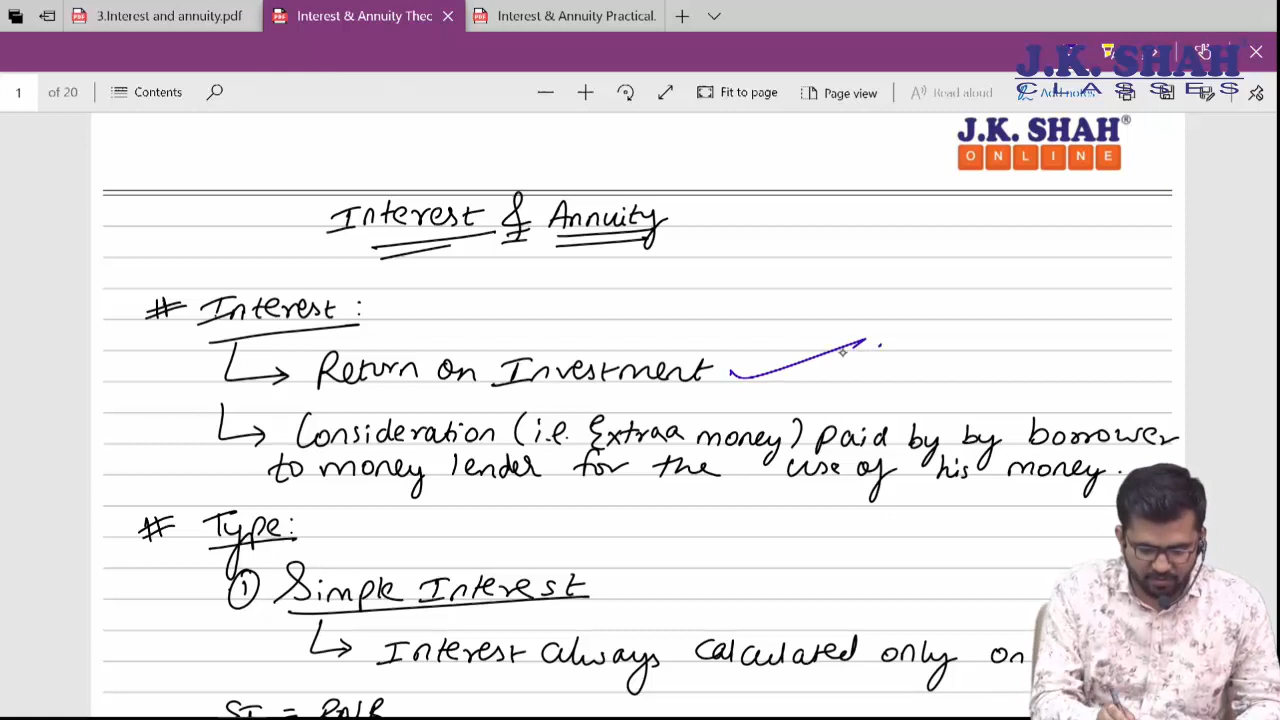 3.Interest and annuity.pdf
Interest & Annuity Theo
Interest & Annuity Practical.
J.K. SHAH
CLASSES
1 of 20
Contents
Fit to page
Page view
Read aloud
Add notes
J.K. SHAH®
ONLINE
Interest & Annuity
# Interest :
Return on Investment
Consideration (i.e. Extraa money) paid by by borrower
to money lender for the use of his money.
# Type:
① Simple Interest
Interest always calculated only on
SI =